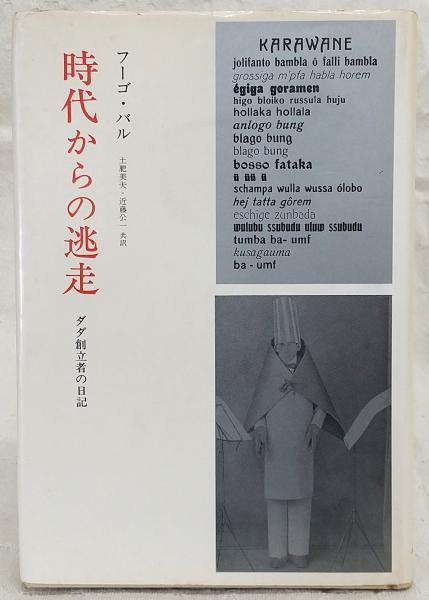 フーゴ・バル
時代からの逃走
土肥美夫・近藤公一 共訳
ダダ創立者の日記
KARAWANE
jolifanto bambla ô falli bambla
grossiga m'pfa habla horem
égiga goramen
higo bloiko russula huju
hollaka hollala
anlogo bung
blago bung
blago bung
bosso fataka
ü üü ü
schampa wulla wussa ólobo
hej tatta gôrem
eschige zunbada
wulubu ssubudu uluw ssubudu
tumba ba- umf
kusagauma
ba - umf